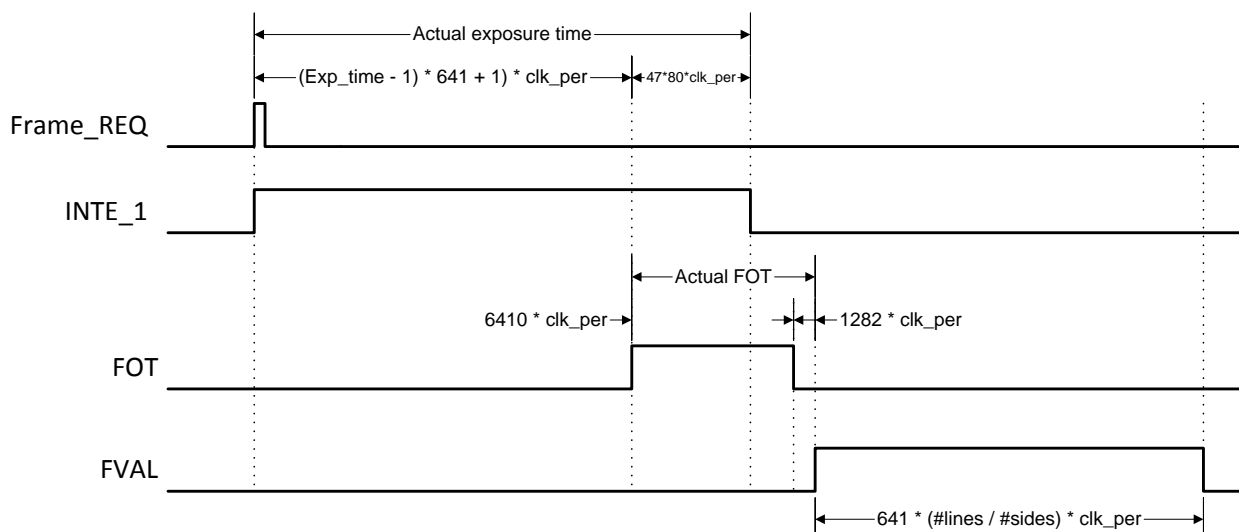 Actual exposure time
(Exp_time - 1) * 641 + 1) * clk_per
47*80*clk_per
Frame_REQ
INTE_1
Actual FOT
6410 * clk_per
1282 * clk_per
FOT
FVAL
641 * (#lines / #sides) * clk_per